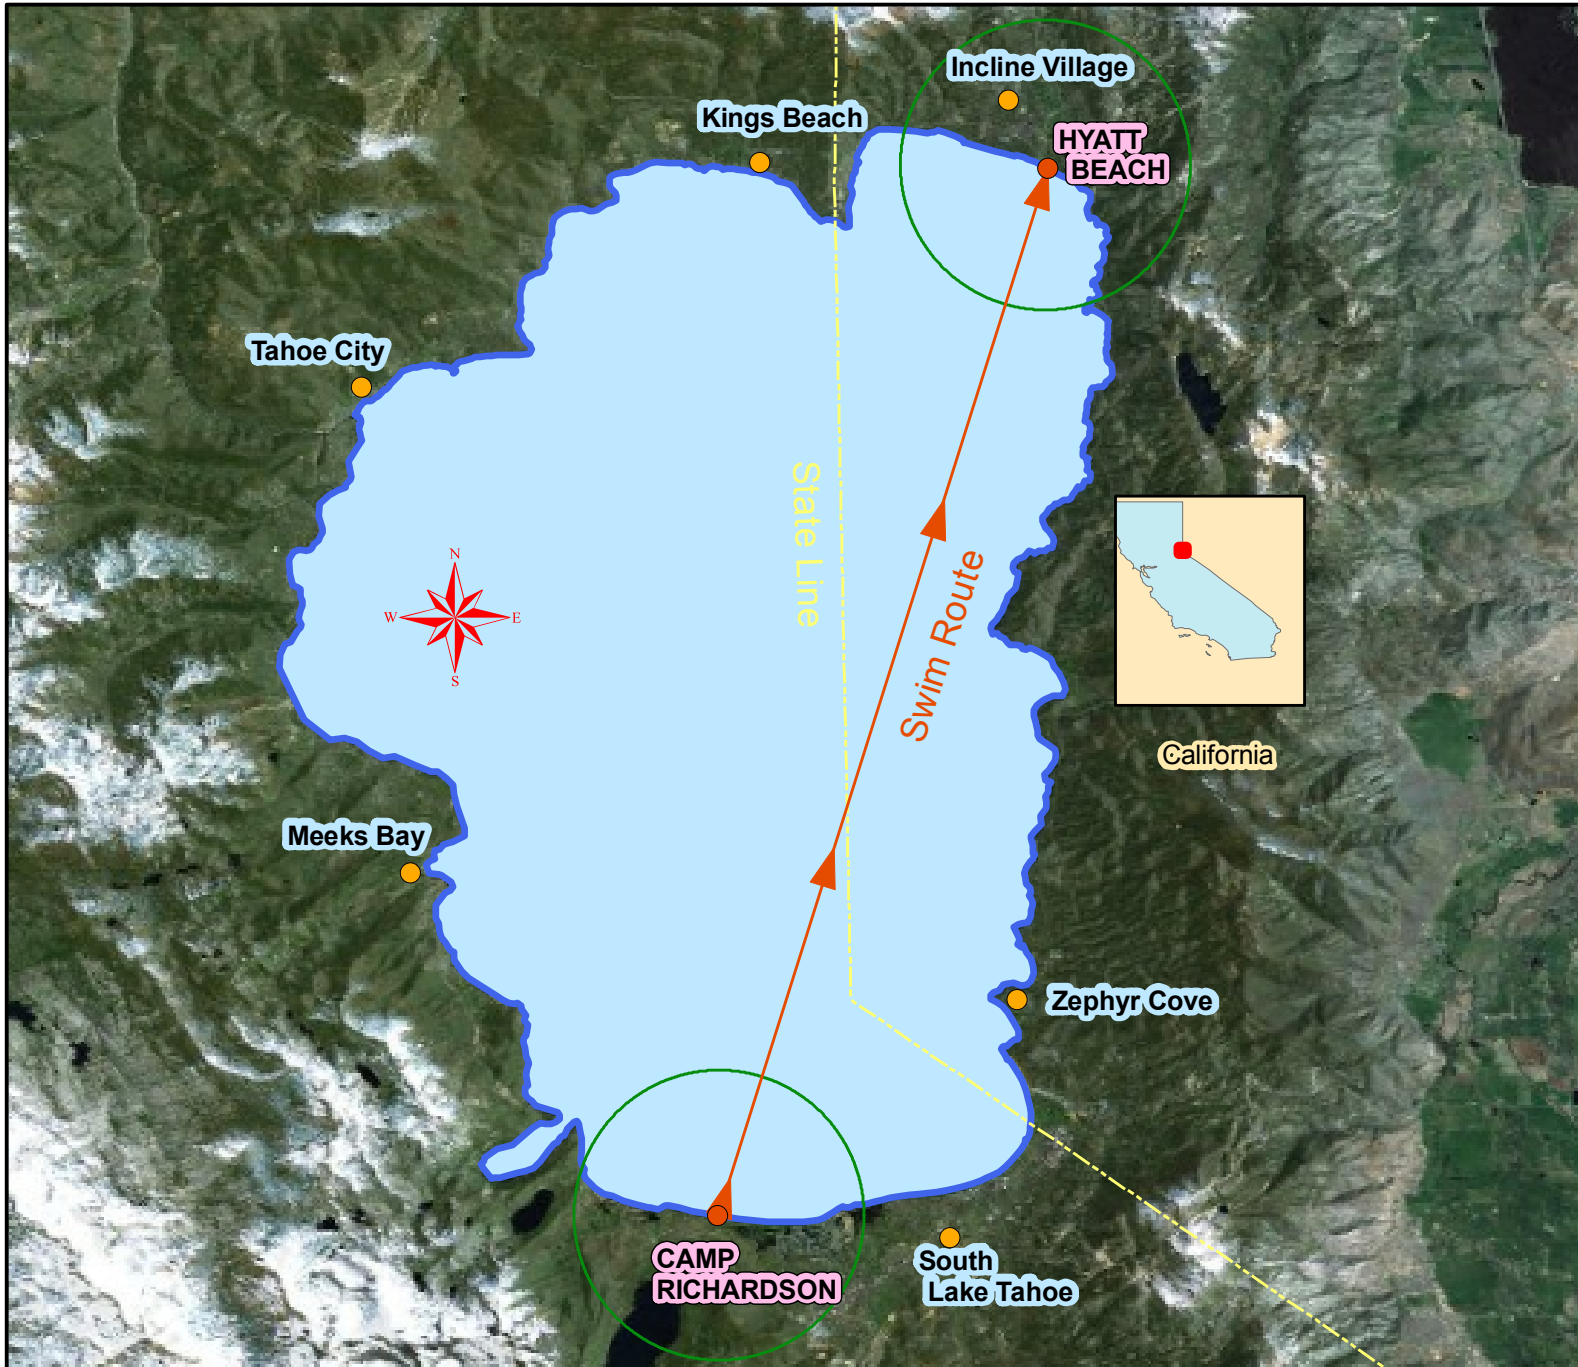 Incline Village
Kings Beach
HYATT
BEACH
Tahoe City
State Line
Swim Route
N
W
E
S
California
Meeks Bay
Zephyr Cove
CAMP
RICHARDSON
South
Lake Tahoe